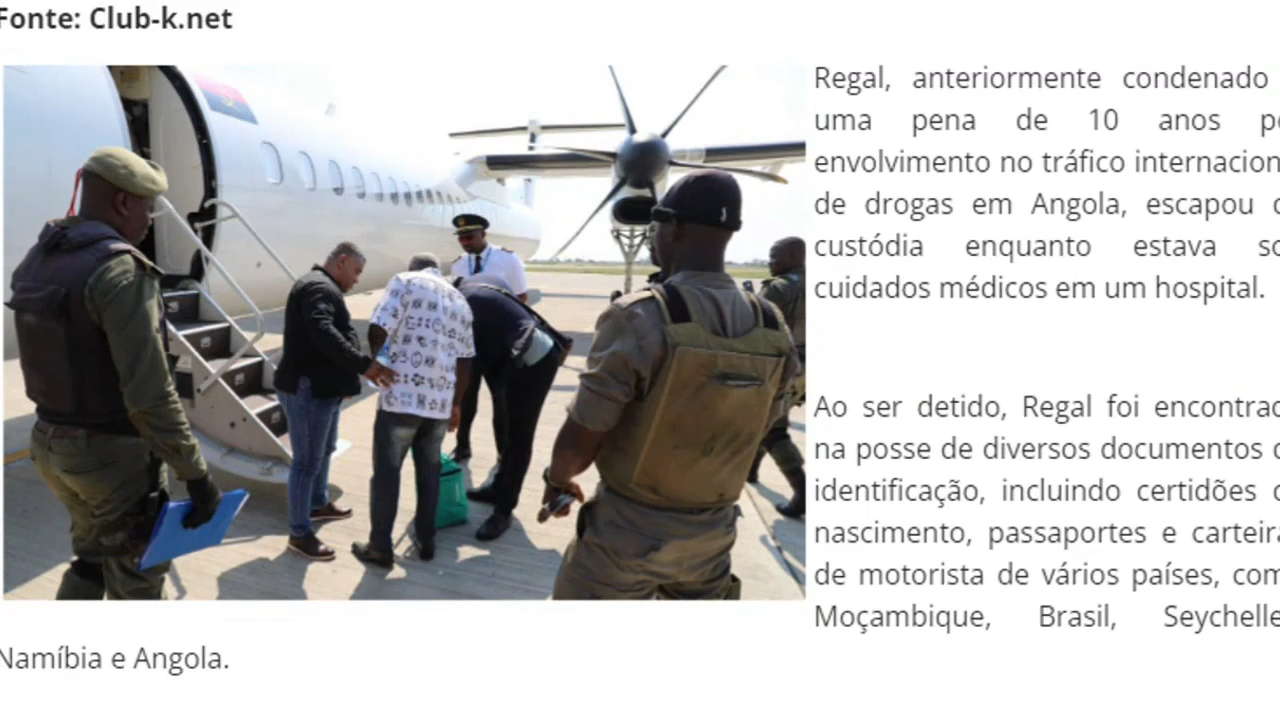 Fonte: Club-k.net
Regal, anteriormente condenado
uma pena de 10 anos
envolvimento no tráfico
de drogas em Angola, escapou
custódia enquanto estava
cuidados médicos em um hospital.
Ao ser detido, Regal foi
na posse de diversos documentos
identificação, incluindo certidões
nascimento, passaportes e
de motorista de vários países,
Moçambique, Brasil,
Namíbia e Angola.